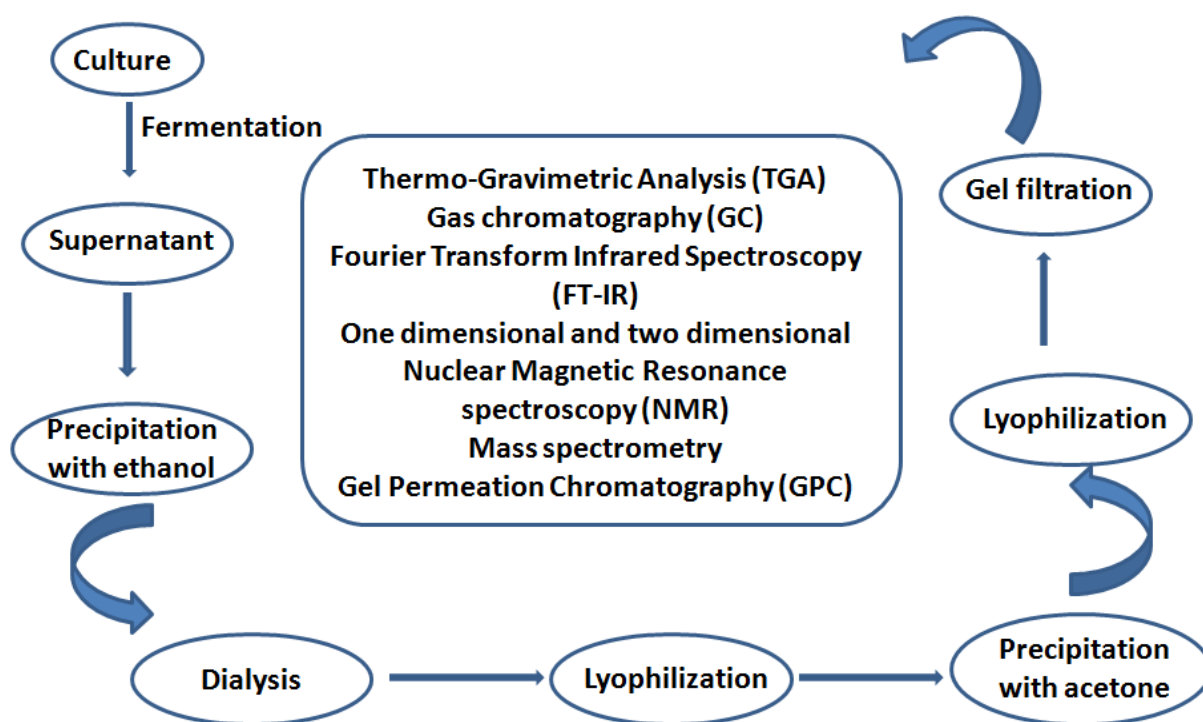 Culture
Fermentation
Supernatant
Precipitation
with ethanol
Dialysis
Lyophilization
Precipitation
with acetone
Lyophilization
Gel filtration
Thermo-Gravimetric Analysis (TGA)
Gas chromatography (GC)
Fourier Transform Infrared Spectroscopy
(FT-IR)
One dimensional and two dimensional
Nuclear Magnetic Resonance
spectroscopy (NMR)
Mass spectrometry
Gel Permeation Chromatography (GPC)